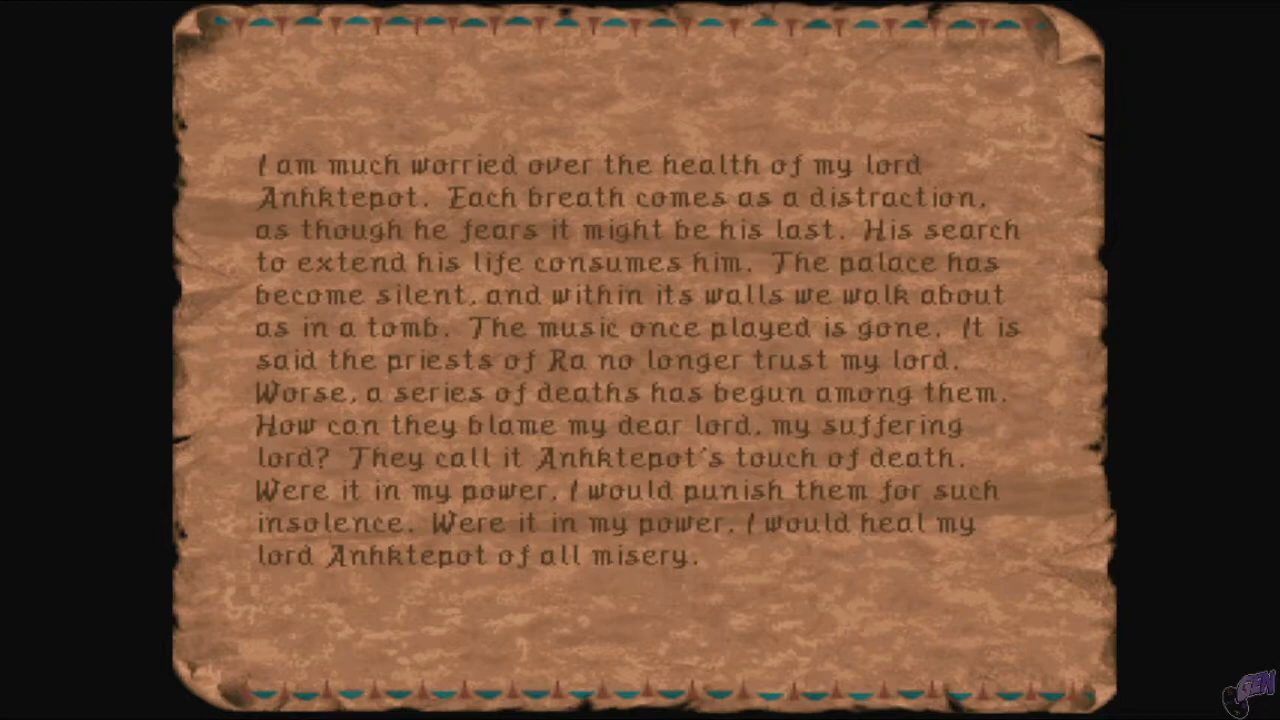 I am much worried over the health of my lord
Anhktepot. Each breath comes as a distraction,
as though he fears it might be his last. His search
to extend his life consumes him. The palace has
become silent, and within its walls we walk about
as in a tomb. The music once played is gone. It is
said the priests of Ra no longer trust my lord.
Worse, a series of deaths has begun among them.
How can they blame my dear lord, my suffering
lord? They call it Anhktepot's touch of death.
Were it in my power, I would punish them for such
insolence. Were it in my power, I would heal my
lord Anhktepot of all misery.
GEN